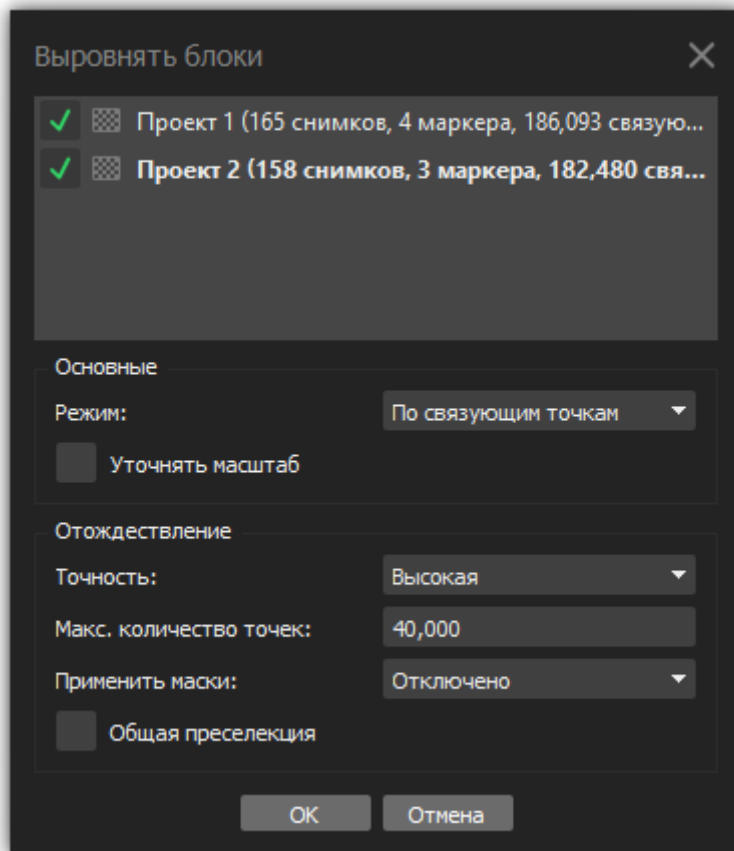 Выровнять блоки
Проект 1 (165 снимков, 4 маркера, 186,093 связую...
Проект 2 (158 снимков, 3 маркера, 182,480 свя...
Основные
Режим: По связующим точкам
Уточнять масштаб
Отождествление
Точность: Высокая
Макс. количество точек: 40,000
Применить маски: Отключено
Общая преселекция
OK Отмена